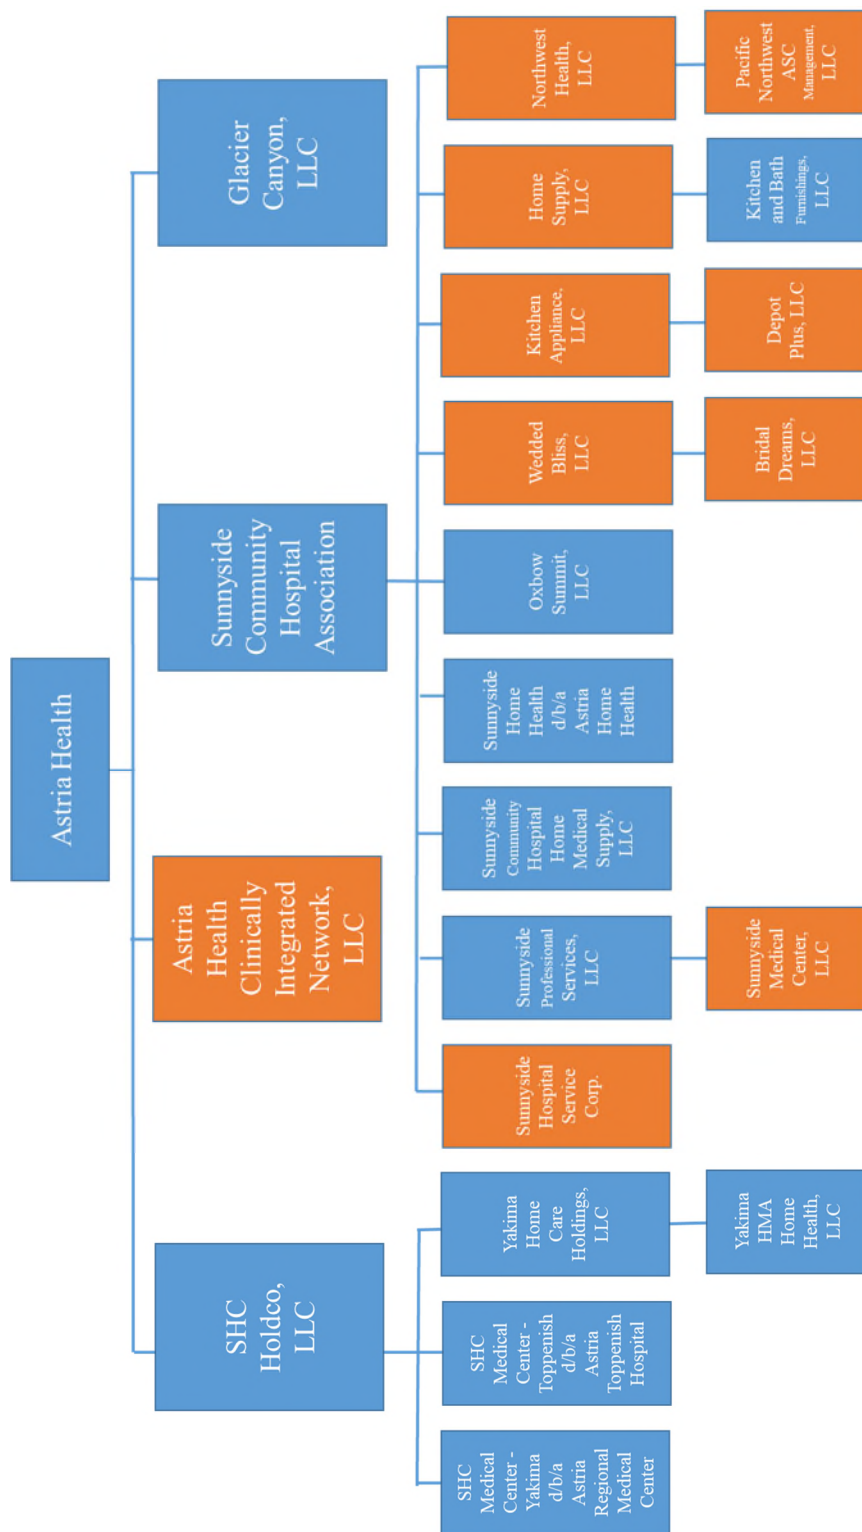 Astria Health
SHC
Holdco,
LLC
Astria
Health
Clinically
Integrated
Network,
LLC
Sunnyside
Community
Hospital
Association
Glacier
Canyon,
LLC
SHC
Medical
Center -
Yakima
d/b/a
Astria
Regional
Medical
Center
SHC
Medical
Center -
Toppenish
d/b/a
Astria
Toppenish
Hospital
Yakima
Home
Care
Holdings,
LLC
Sunnyside
Hospital
Service
Corp.
Sunnyside
Professional
Services,
LLC
Sunnyside
Community
Hospital
Home
Medical
Supply,
LLC
Sunnyside
Home
Health
d/b/a
Astria
Home
Health
Oxbow
Summit,
LLC
Wedded
Bliss,
LLC
Kitchen
Appliance,
LLC
Home
Supply,
LLC
Northwest
Health,
LLC
Yakima
HMA
Home
Health,
LLC
Sunnyside
Medical
Center,
LLC
Bridal
Dreams,
LLC
Depot
Plus, LLC
Kitchen
and Bath
Furnishings,
LLC
Pacific
Northwest
ASC
Management,
LLC